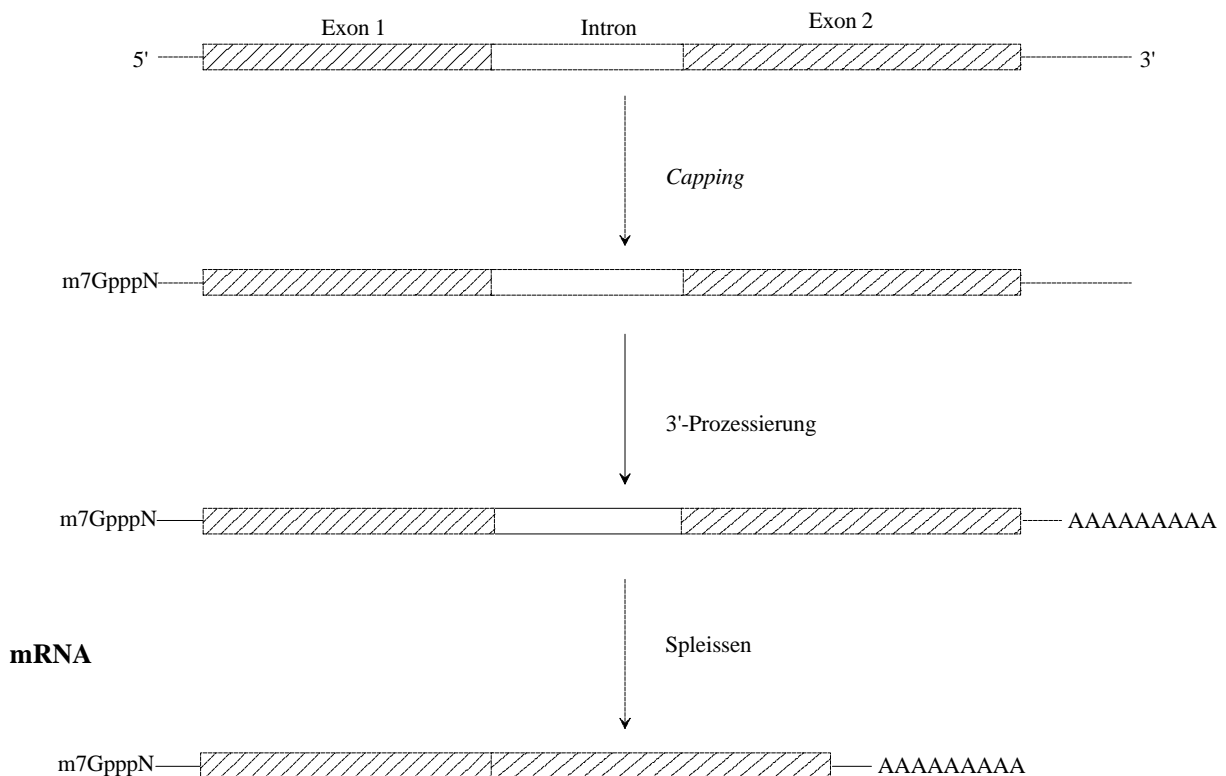 Exon 1 Intron Exon 2
5' 3'
Capping
m7GpppN
3'-Prozessierung
m7GpppN AAAAAAAAA
Spleissen
mRNA
m7GpppN AAAAAAAAA